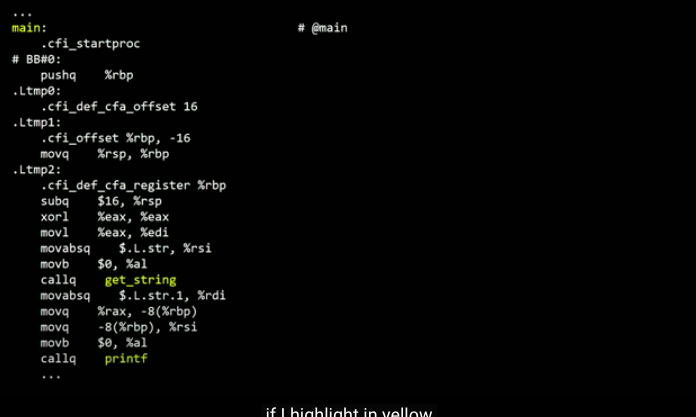 ...
main: # @main
.cfi_startproc
# BB#0:
pushq %rbp
.Ltmp0:
.cfi_def_cfa_offset 16
.Ltmp1:
.cfi_offset %rbp, -16
movq %rsp, %rbp
.Ltmp2:
.cfi_def_cfa_register %rbp
subq $16, %rsp
xorl %eax, %eax
movl %eax, %edi
movabsq $.L.str, %rsi
movb $0, %al
callq get_string
movabsq $.L.str.1, %rdi
movq %rax, -8(%rbp)
movq -8(%rbp), %rsi
movb $0, %al
callq printf
...
if I highlight in yellow